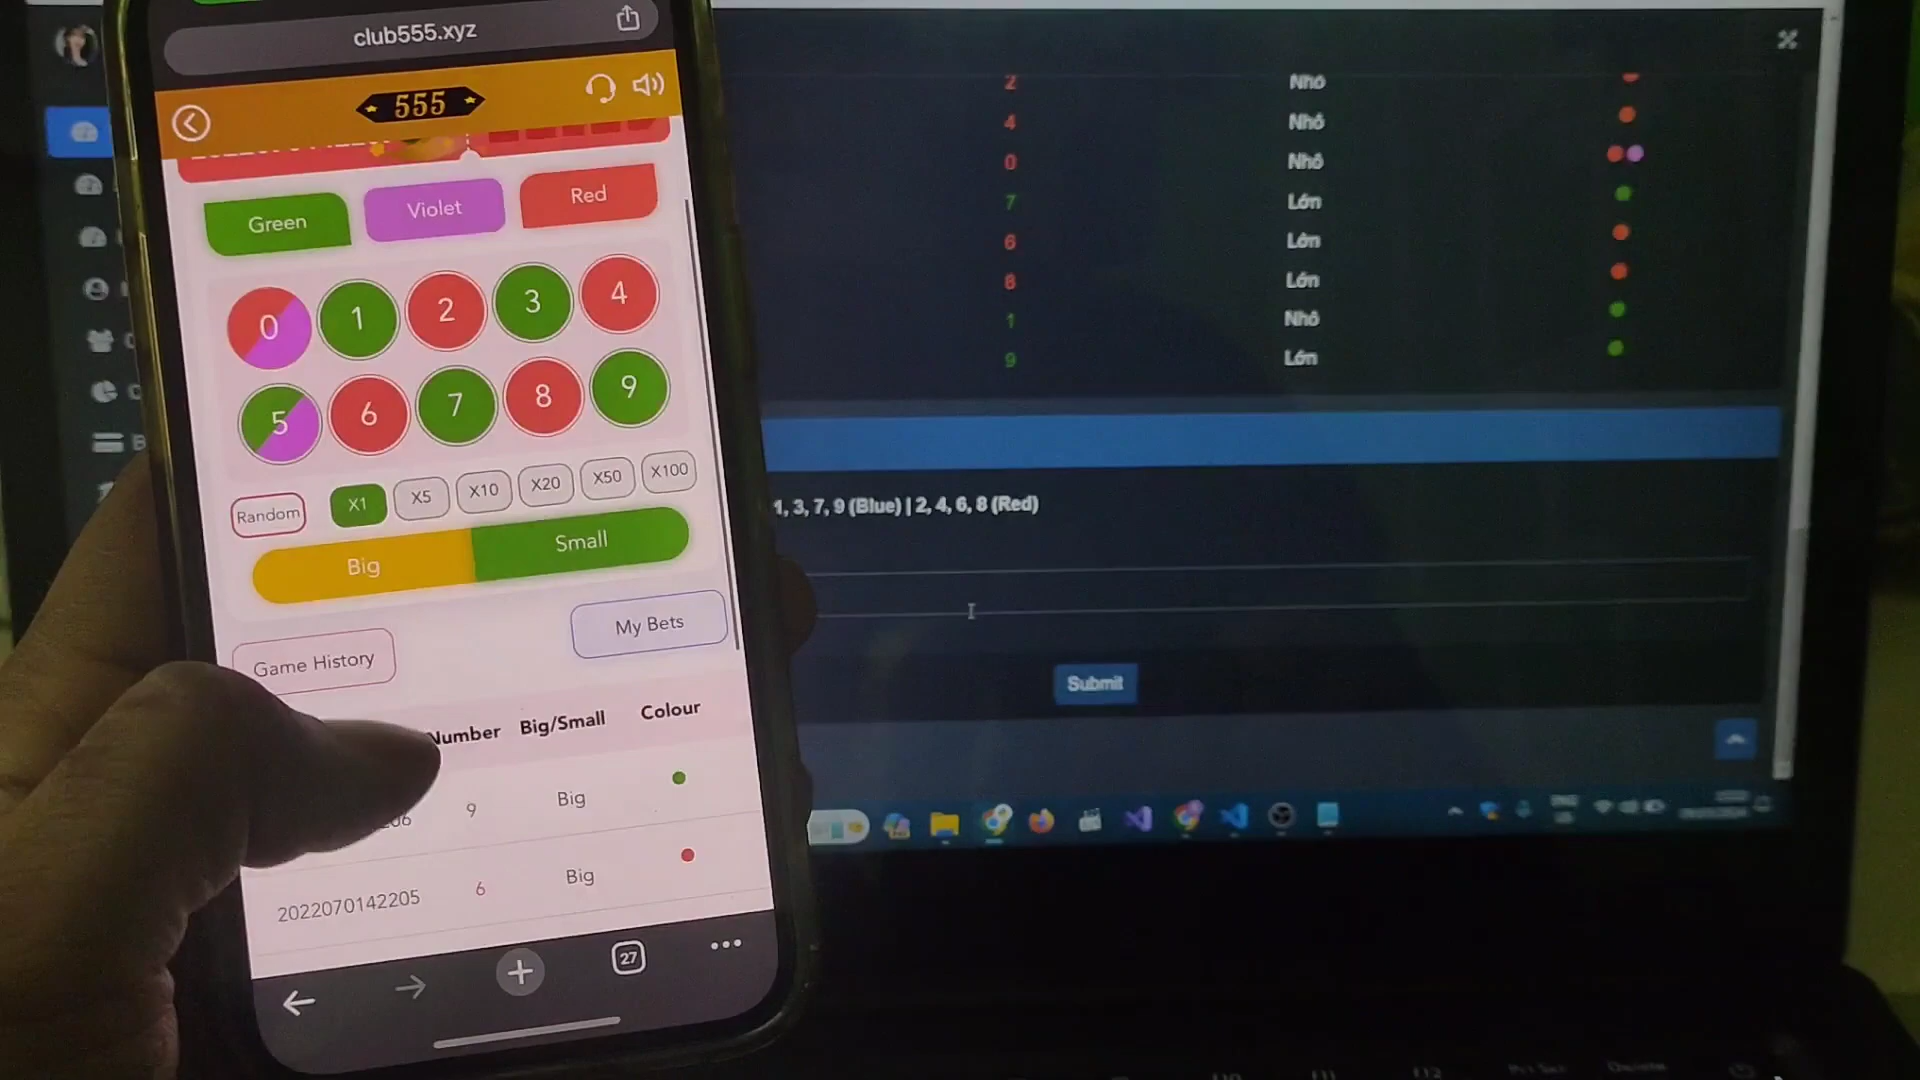 club555.xyz
555
Green
Violet
Red
0
1
2
3
4
5
6
7
8
9
Random
X1
X5
X10
X20
X50
X100
Big
Small
Game History
My Bets
Number
Big/Small
Colour
9
Big
2022070142205
6
Big
27
2
Nhỏ
4
Nhỏ
0
Nhỏ
7
Lớn
6
Lớn
8
Lớn
1
Nhỏ
9
Lớn
1, 3, 7, 9 (Blue) | 2, 4, 6, 8 (Red)
Submit